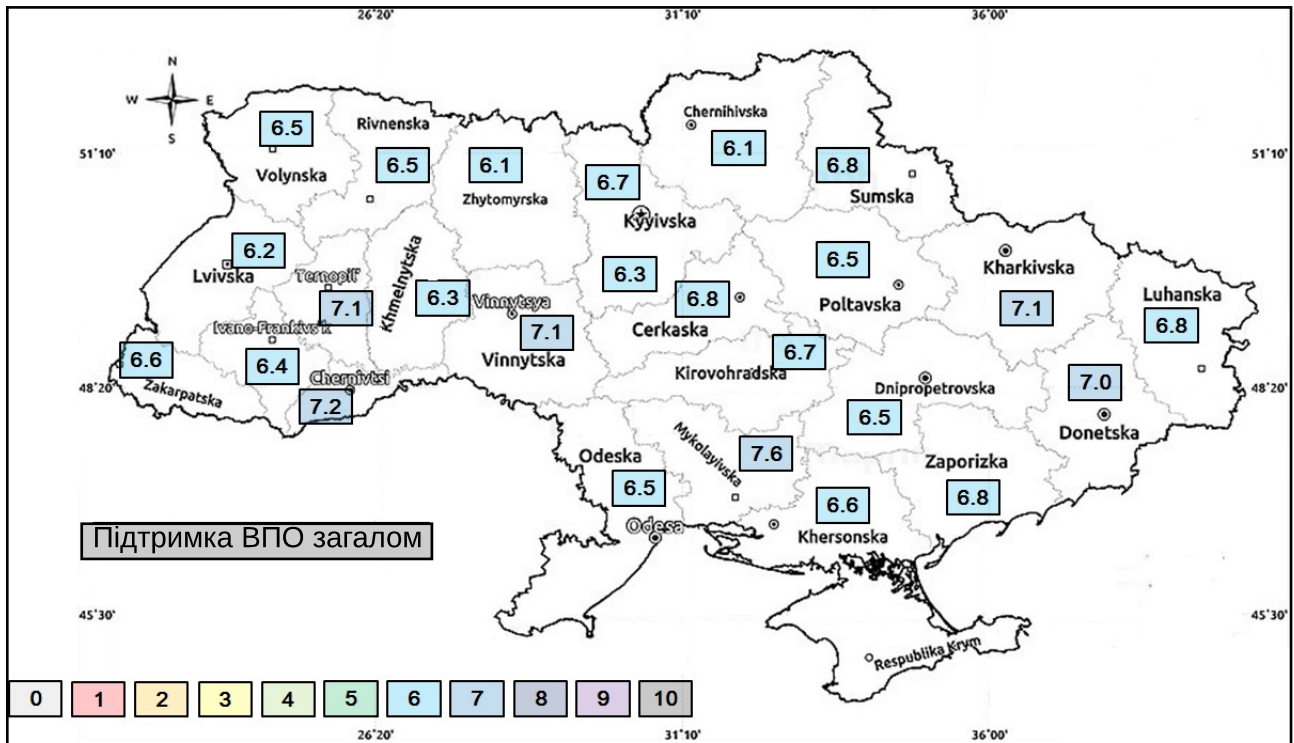 26°20' 31°10' 36°00'
N
W E
S
Chernihivska
6.5 Rivnenska
6.1
51°10' 51°10'
6.5 6.1 6.7 6.8
Volynska Zhytomyrska Sumska
Kyyivska
6.2 6.5
Lvivska Ternopil' Khmelnytska 6.3 Kharkivska
7.1 6.3 Vinnytsya 6.8 Poltavska 7.1 Luhanska
Ivano-Frankivs'k 7.1 Cerkaska 6.8
6.6 6.4 Vinnytska 6.7
Kirovohradska
Chernivtsi 7.0
48°20' Zakarpatska Dnipropetrovska 48°20'
7.2 6.5
Donetska
Mykolayivska 7.6
Odeska Zaporizka
6.5 6.6 6.8
Odesa Khersonska
Підтримка ВПО загалом
45°30' 45°30'
Respublika Krym
0 1 2 3 4 5 6 7 8 9 10
26°20' 31°10' 36°00'